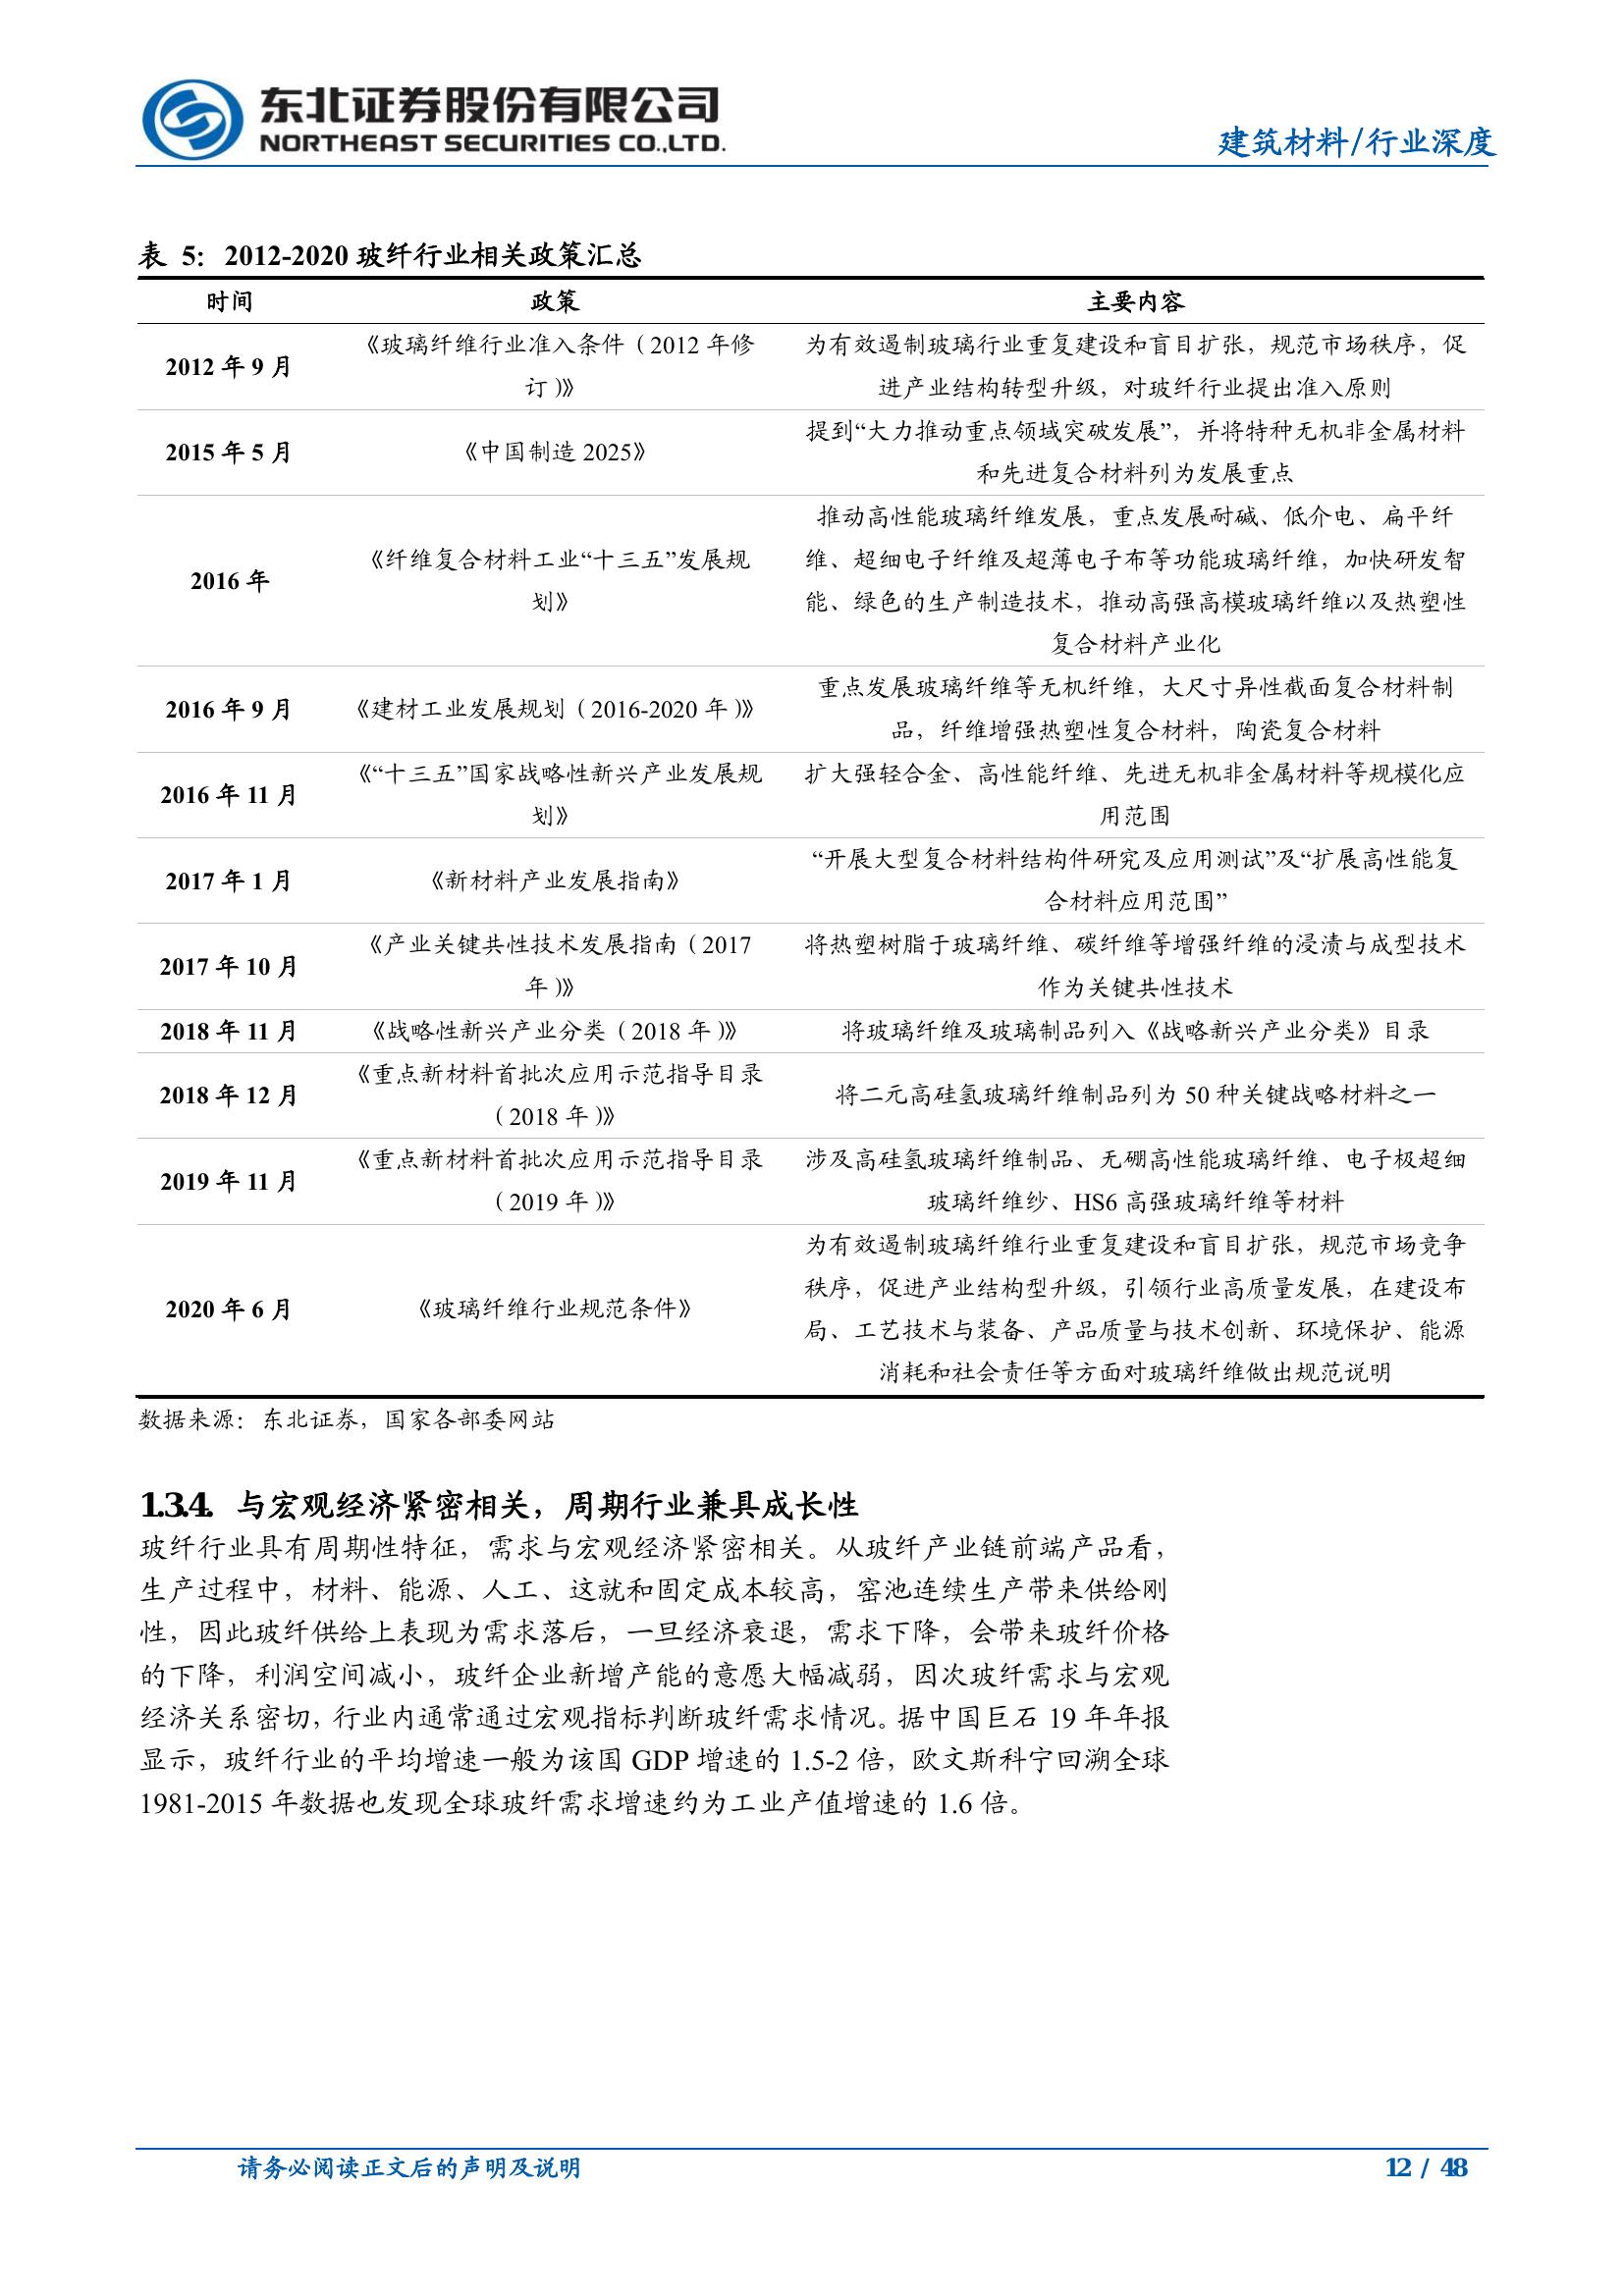 东北证券股份有限公司
NORTHEAST SECURITIES CO.,LTD.
建筑材料/行业深度
表 5：2012-2020 玻纤行业相关政策汇总
时间 政策 主要内容
2012 年 9 月
《玻璃纤维行业准入条件（2012 年修
订）》
为有效遏制玻璃行业重复建设和盲目扩张，规范市场秩序，促
进产业结构转型升级，对玻纤行业提出准入原则
2015 年 5 月
《中国制造 2025》
提到“大力推动重点领域突破发展”，并将特种无机非金属材料
和先进复合材料列为发展重点
2016 年
《纤维复合材料工业“十三五”发展规
划》
推动高性能玻璃纤维发展，重点发展耐碱、低介电、扁平纤
维、超细电子纤维及超薄电子布等功能玻璃纤维，加快研发智
能、绿色的生产制造技术，推动高强高模玻璃纤维以及热塑性
复合材料产业化
2016 年 9 月
《建材工业发展规划（2016-2020 年）》
重点发展玻璃纤维等无机纤维，大尺寸异性截面复合材料制
品，纤维增强热塑性复合材料，陶瓷复合材料
2016 年 11 月
《“十三五”国家战略性新兴产业发展规
划》
扩大强轻合金、高性能纤维、先进无机非金属材料等规模化应
用范围
2017 年 1 月
《新材料产业发展指南》
“开展大型复合材料结构件研究及应用测试”及“扩展高性能复
合材料应用范围”
2017 年 10 月
《产业关键共性技术发展指南（2017
年）》
将热塑树脂于玻璃纤维、碳纤维等增强纤维的浸渍与成型技术
作为关键共性技术
2018 年 11 月
《战略性新兴产业分类（2018 年）》
将玻璃纤维及玻璃制品列入《战略新兴产业分类》目录
2018 年 12 月
《重点新材料首批次应用示范指导目录
（2018 年）》
将二元高硅氢玻璃纤维制品列为 50 种关键战略材料之一
2019 年 11 月
《重点新材料首批次应用示范指导目录
（2019 年）》
涉及高硅氢玻璃纤维制品、无硼高性能玻璃纤维、电子极超细
玻璃纤维纱、HS6 高强玻璃纤维等材料
2020 年 6 月
《玻璃纤维行业规范条件》
为有效遏制玻璃纤维行业重复建设和盲目扩张，规范市场竞争
秩序，促进产业结构型升级，引领行业高质量发展，在建设布
局、工艺技术与装备、产品质量与技术创新、环境保护、能源
消耗和社会责任等方面对玻璃纤维做出规范说明
数据来源：东北证券，国家各部委网站
1.3.4. 与宏观经济紧密相关，周期行业兼具成长性
玻纤行业具有周期性特征，需求与宏观经济紧密相关。从玻纤产业链前端产品看，
生产过程中，材料、能源、人工、这就和固定成本较高，窑池连续生产带来供给刚
性，因此玻纤供给上表现为需求落后，一旦经济衰退，需求下降，会带来玻纤价格
的下降，利润空间减小，玻纤企业新增产能的意愿大幅减弱，因次玻纤需求与宏观
经济关系密切，行业内通常通过宏观指标判断玻纤需求情况。据中国巨石 19 年年报
显示，玻纤行业的平均增速一般为该国 GDP 增速的 1.5-2 倍，欧文斯科宁回溯全球
1981-2015 年数据也发现全球玻纤需求增速约为工业产值增速的 1.6 倍。
请务必阅读正文后的声明及说明
12 / 48